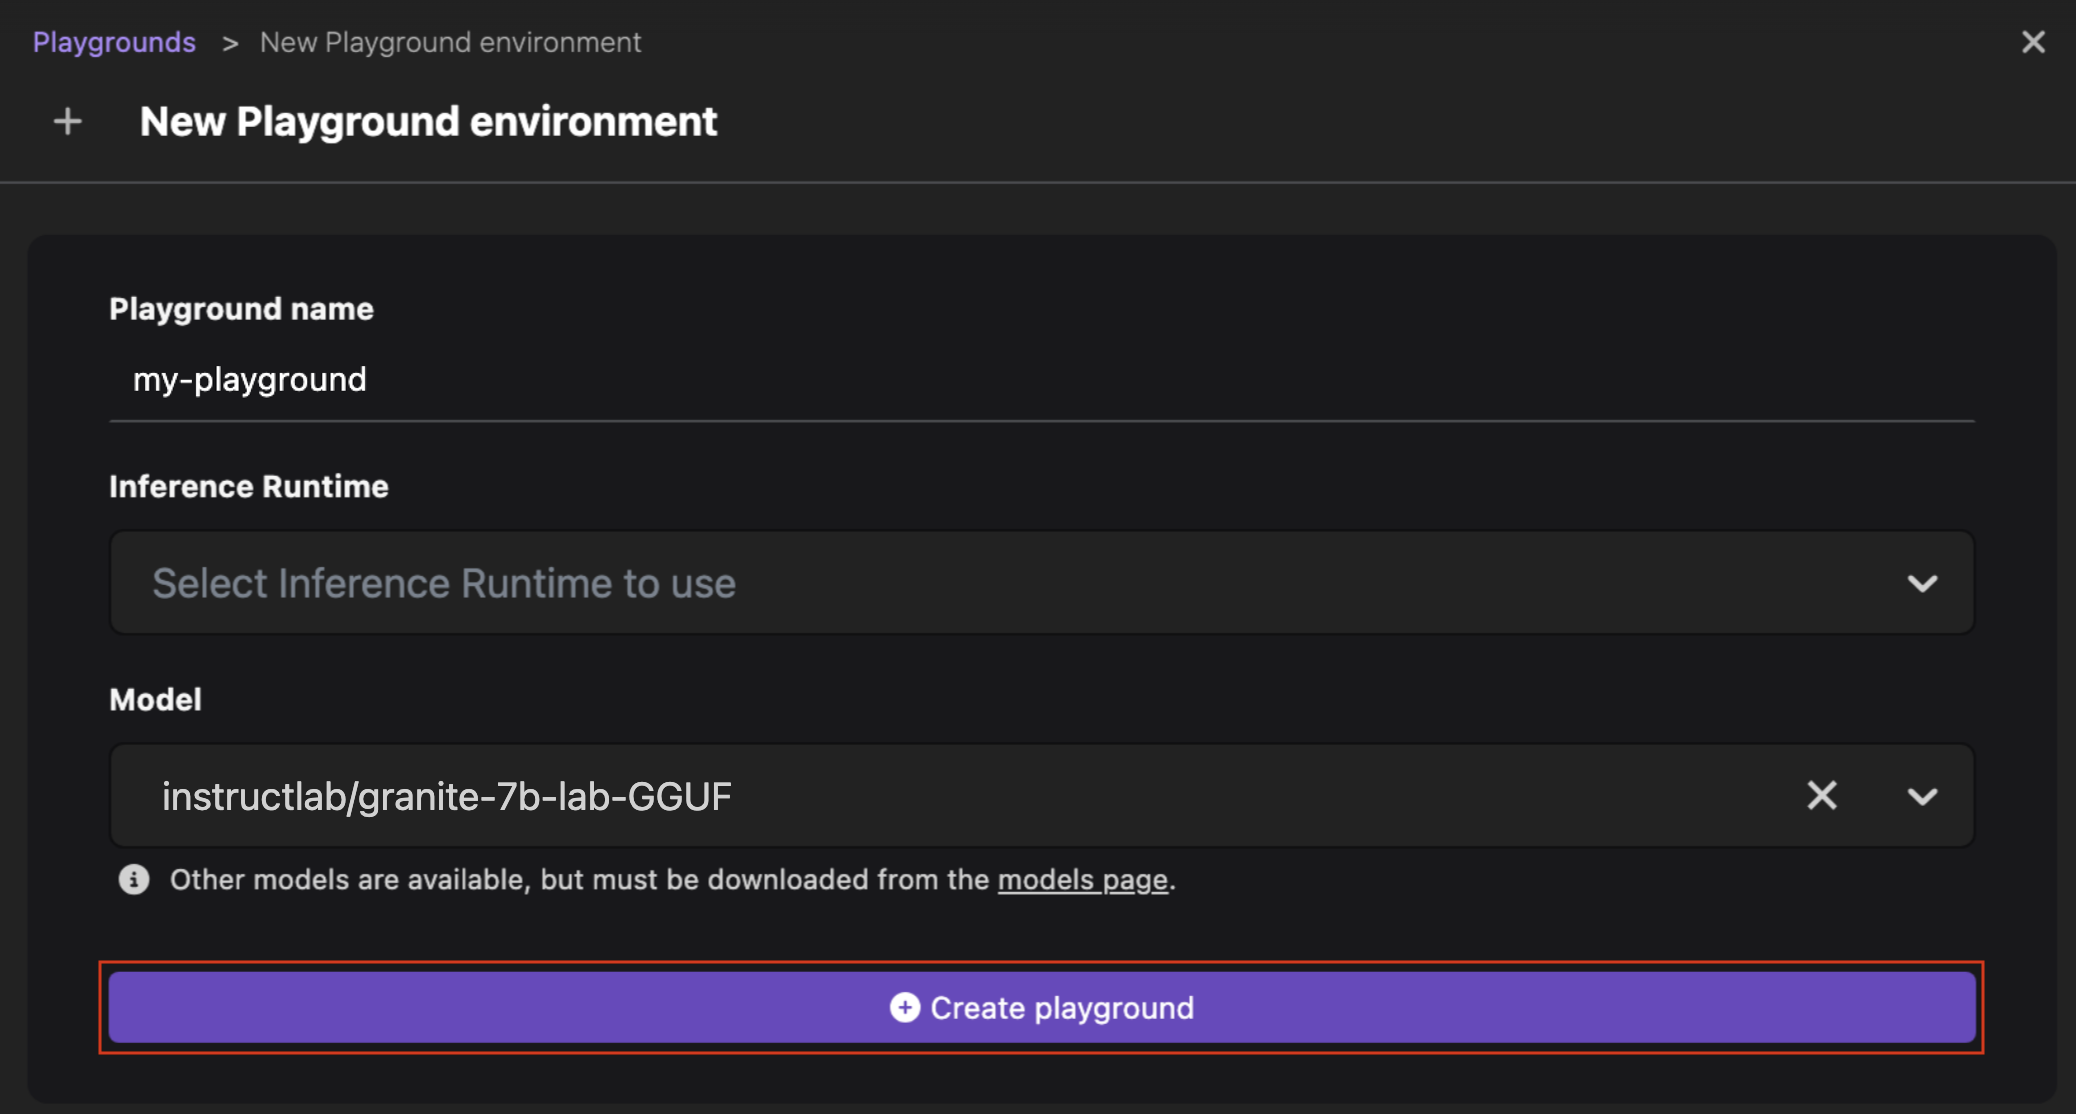 Playgrounds > New Playground environment
New Playground environment
Playground name
my-playground
Inference Runtime
Select Inference Runtime to use
Model
instructlab/granite-7b-lab-GGUF
Other models are available, but must be downloaded from the models page.
Create playground